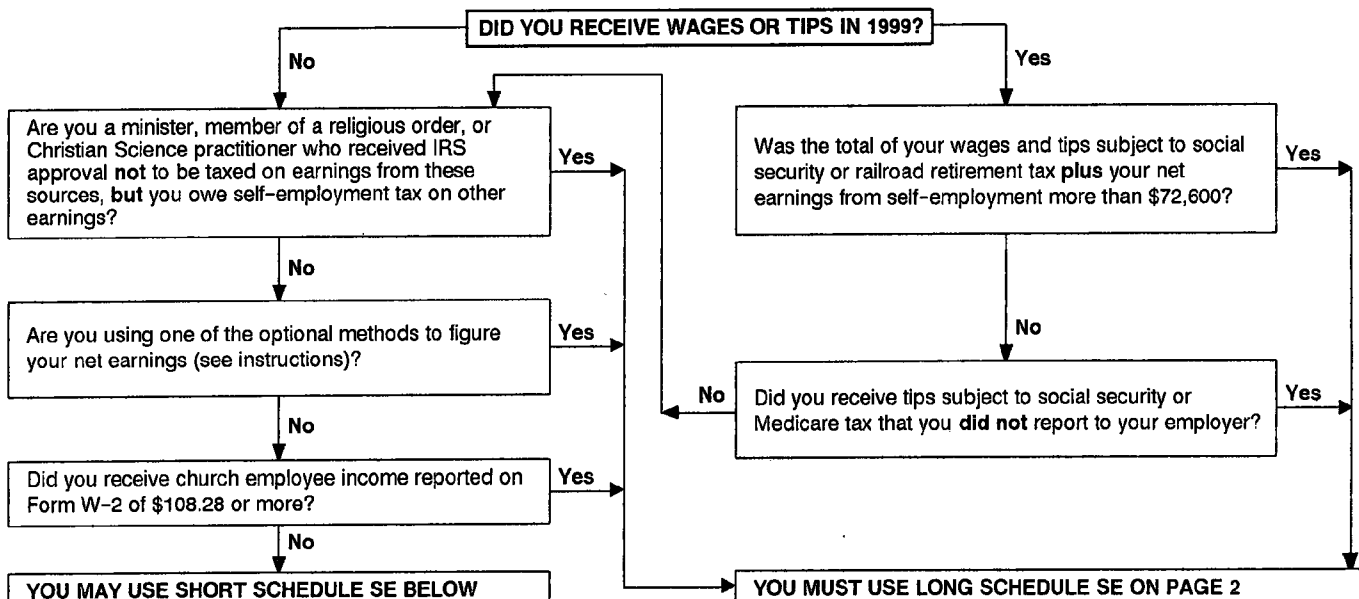 DID YOU RECEIVE WAGES OR TIPS IN 1999?
No
Yes
Are you a minister, member of a religious order, or
Christian Science practitioner who received IRS
approval not to be taxed on earnings from these
sources, but you owe self-employment tax on other
earnings?
Yes
Was the total of your wages and tips subject to social
security or railroad retirement tax plus your net
earnings from self-employment more than $72,600?
Yes
No
Are you using one of the optional methods to figure
your net earnings (see instructions)?
Yes
No
Did you receive tips subject to social security or
Medicare tax that you did not report to your employer?
No
Yes
No
Did you receive church employee income reported on
Form W-2 of $108.28 or more?
Yes
No
YOU MAY USE SHORT SCHEDULE SE BELOW
YOU MUST USE LONG SCHEDULE SE ON PAGE 2